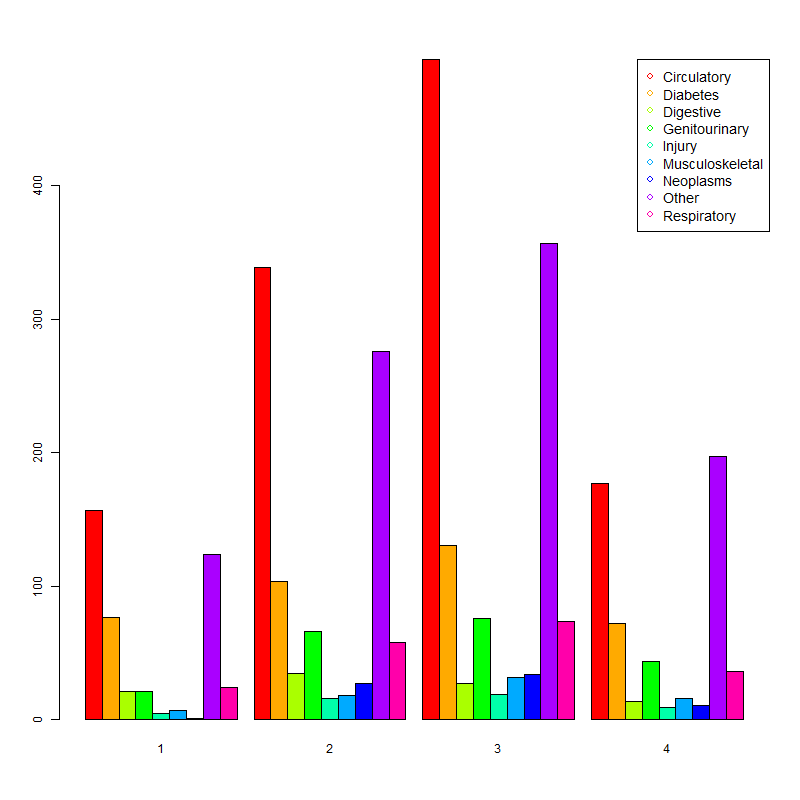 Circulatory
Diabetes
Digestive
Genitourinary
Injury
Musculoskeletal
Neoplasms
Other
Respiratory
400
300
200
100
0
1 2 3 4